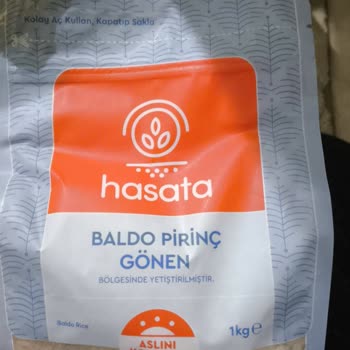 Kolay Aç Kullan, Kapatıp Sakla
hasata
BALDO PİRİNÇ
GÖNEN
BÖLGESİNDE YETİŞTİRİLMİŞTİR.
Baldo Rice
1kg℮
ASLINI